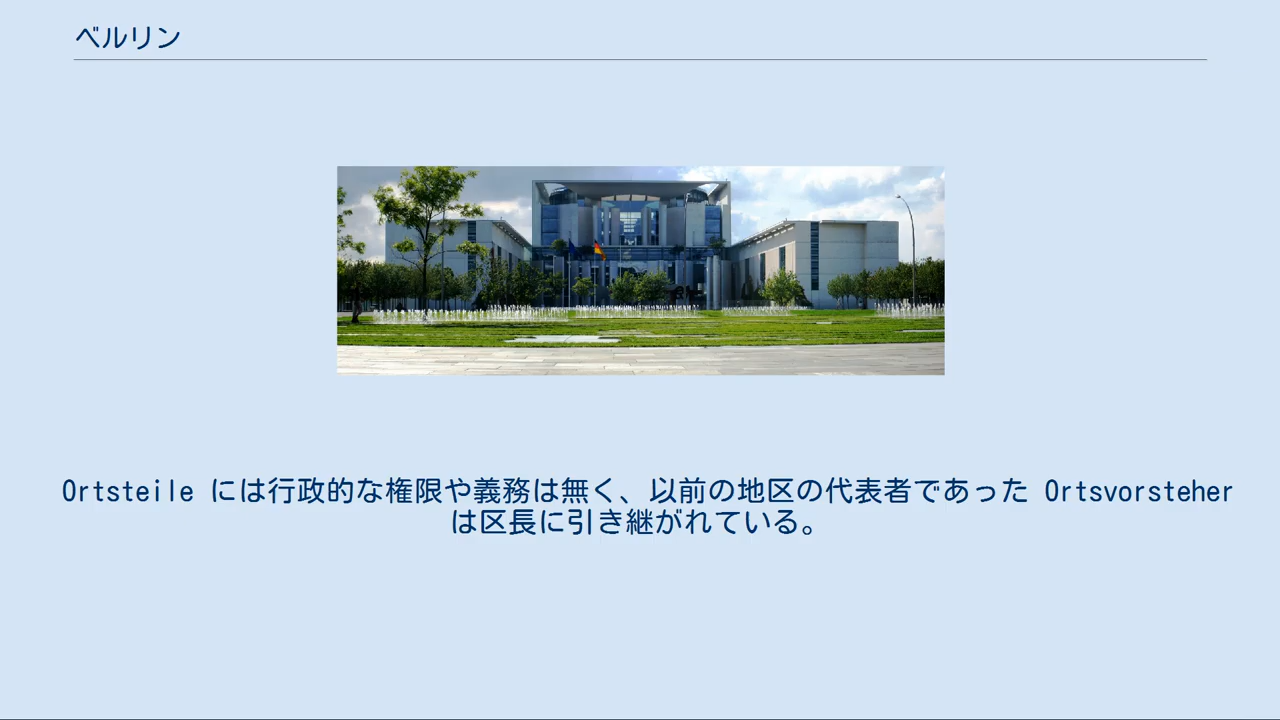 ベルリン
Ortsteile には行政的な権限や義務は無く、以前の地区の代表者であった Ortsvorsteher
は区長に引き継がれている。